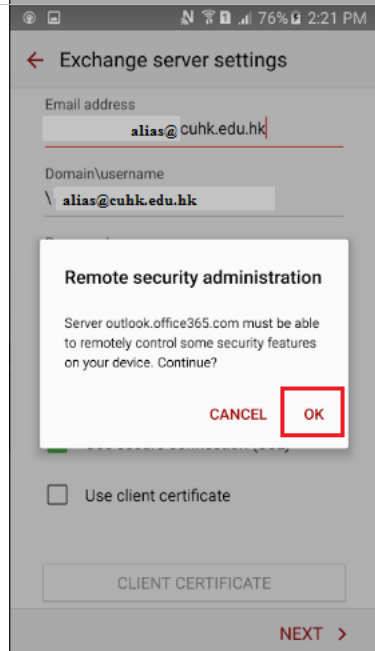 76% 2:21 PM
Exchange server settings
Email address
alias@cuhk.edu.hk
Domain\username
\ alias@cuhk.edu.hk
Remote security administration
Server outlook.office365.com must be able
to remotely control some security features
on your device. Continue?
CANCEL OK
Use client certificate
CLIENT CERTIFICATE
NEXT >